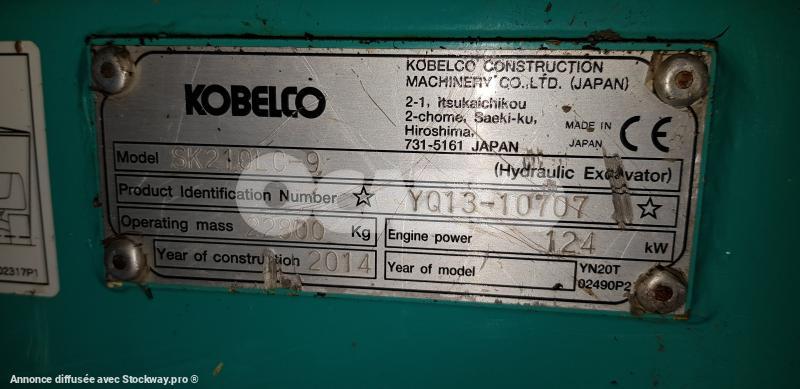 KOBELCO
KOBELCO CONSTRUCTION
MACHINERY CO.,LTD. (JAPAN)
2-1, Itsukaichikou
2-chome, Saeki-ku,
Hiroshima,
731-5161 JAPAN
MADE IN
JAPAN
CE
Model SK210LC-9 (Hydraulic Excavator)
Product Identification Number ☆ YQ13-10707 ☆
Operating mass 22900 Kg
Engine power 124 kW
Year of construction 2014
Year of model
YN20T
02490P2
02317P1
Annonce diffusée avec Stockway.pro ®